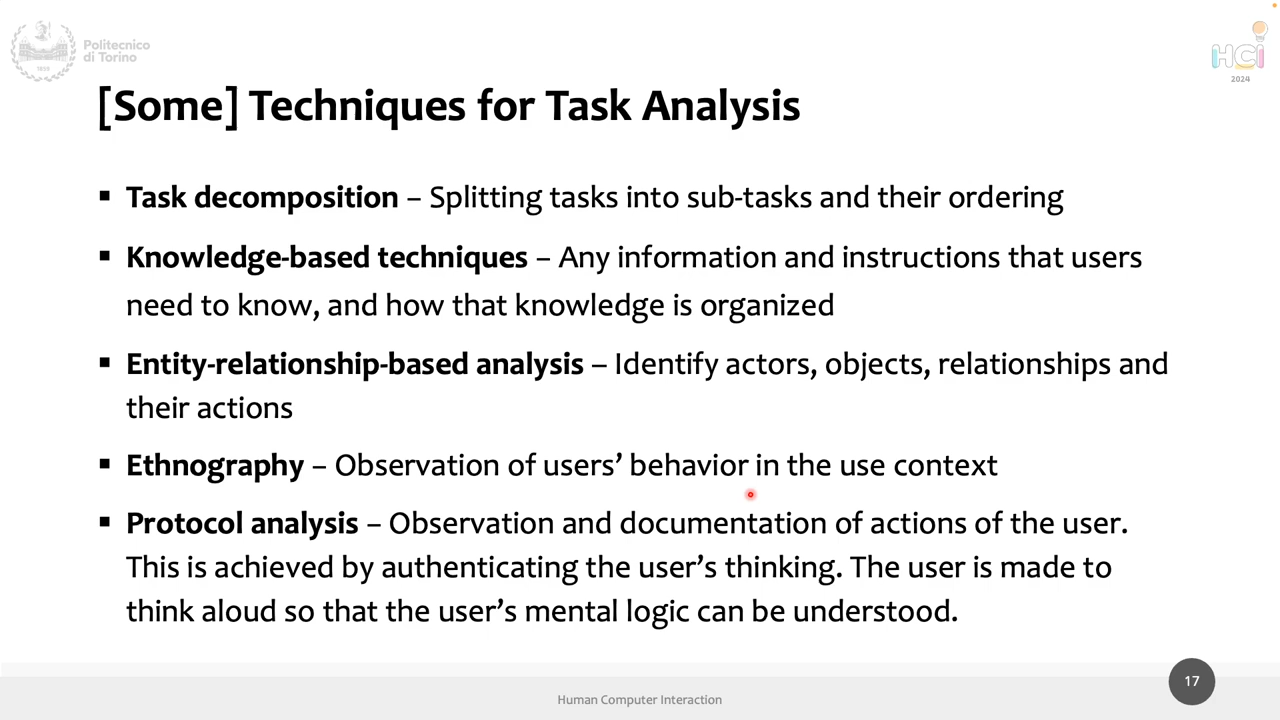 Politecnico
di Torino
1859
HCI
2024
[Some] Techniques for Task Analysis
▪ Task decomposition – Splitting tasks into sub-tasks and their ordering
▪ Knowledge-based techniques – Any information and instructions that users
need to know, and how that knowledge is organized
▪ Entity-relationship-based analysis – Identify actors, objects, relationships and
their actions
▪ Ethnography – Observation of users’ behavior in the use context
▪ Protocol analysis – Observation and documentation of actions of the user.
This is achieved by authenticating the user’s thinking. The user is made to
think aloud so that the user’s mental logic can be understood.
Human Computer Interaction
17